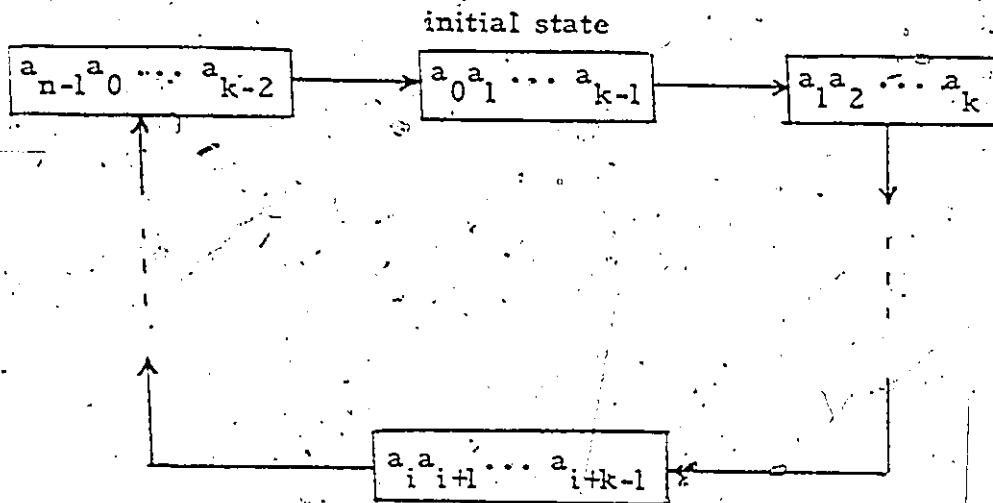 initial state
a_{n-1}a_0 ... a_{k-2}
a_0a_1 ... a_{k-1}
a_1a_2 ... a_k
a_ia_{i+1} ... a_{i+k-1}